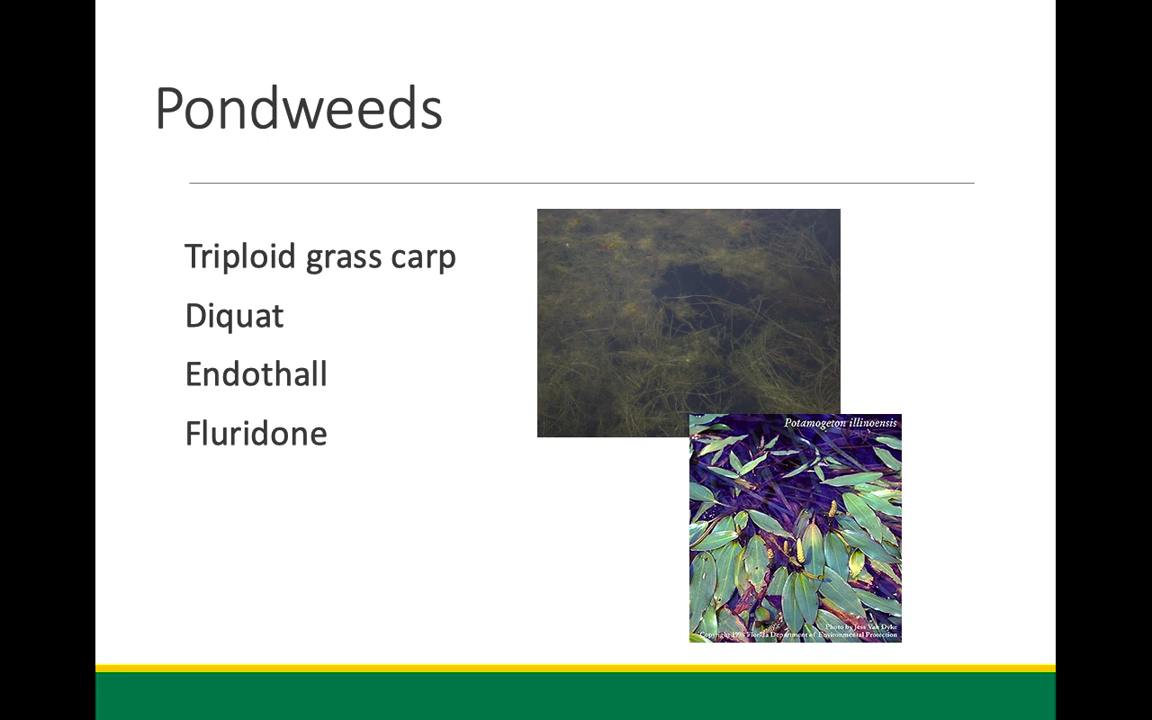 Pondweeds
Triploid grass carp
Diquat
Endothall
Fluridone
Potamogeton illinoensis
Photo by Jess Van Dyke
Copyright 1998 Florida Department of Environmental Protection